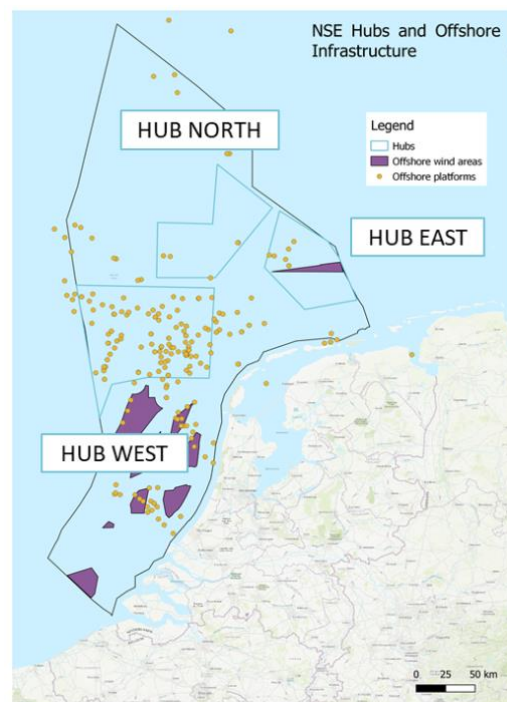 NSE Hubs and Offshore
Infrastructure
HUB NORTH
Legend
Hubs
Offshore wind areas
Offshore platforms
HUB EAST
HUB WEST
0 25 50 km